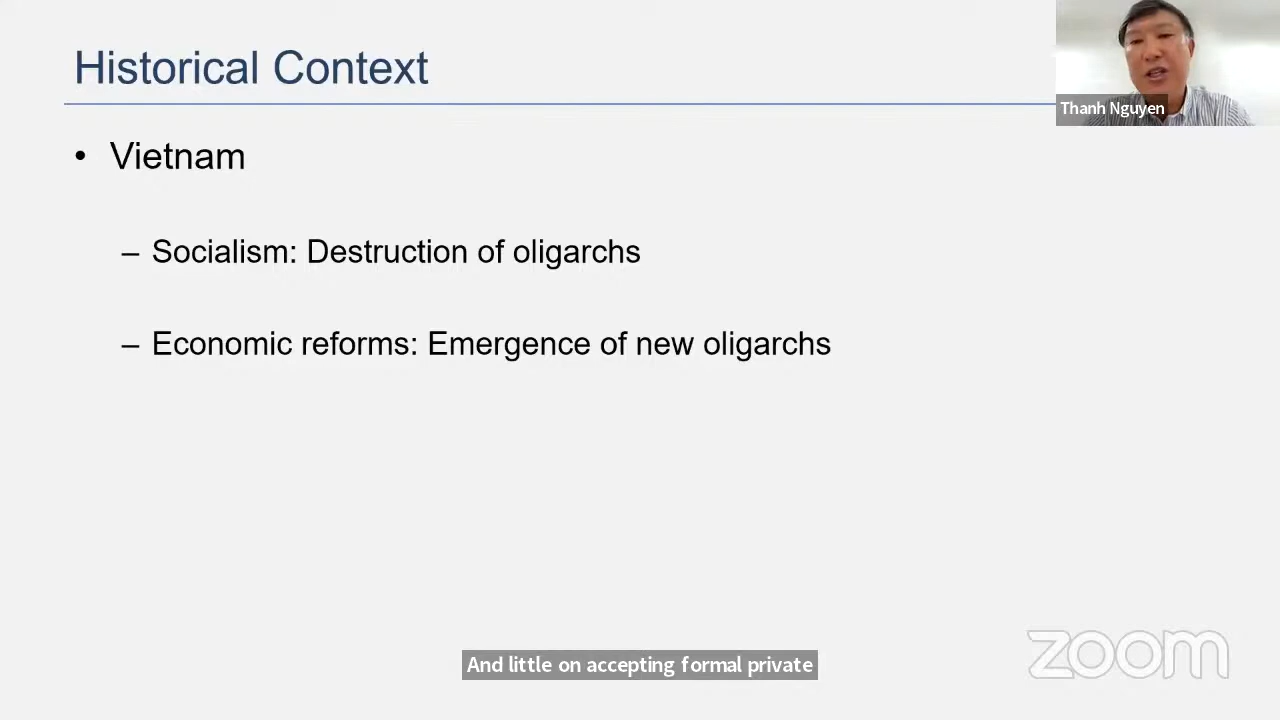 Historical Context
Thanh Nguyen
• Vietnam
– Socialism: Destruction of oligarchs
– Economic reforms: Emergence of new oligarchs
And little on accepting formal private
zoom